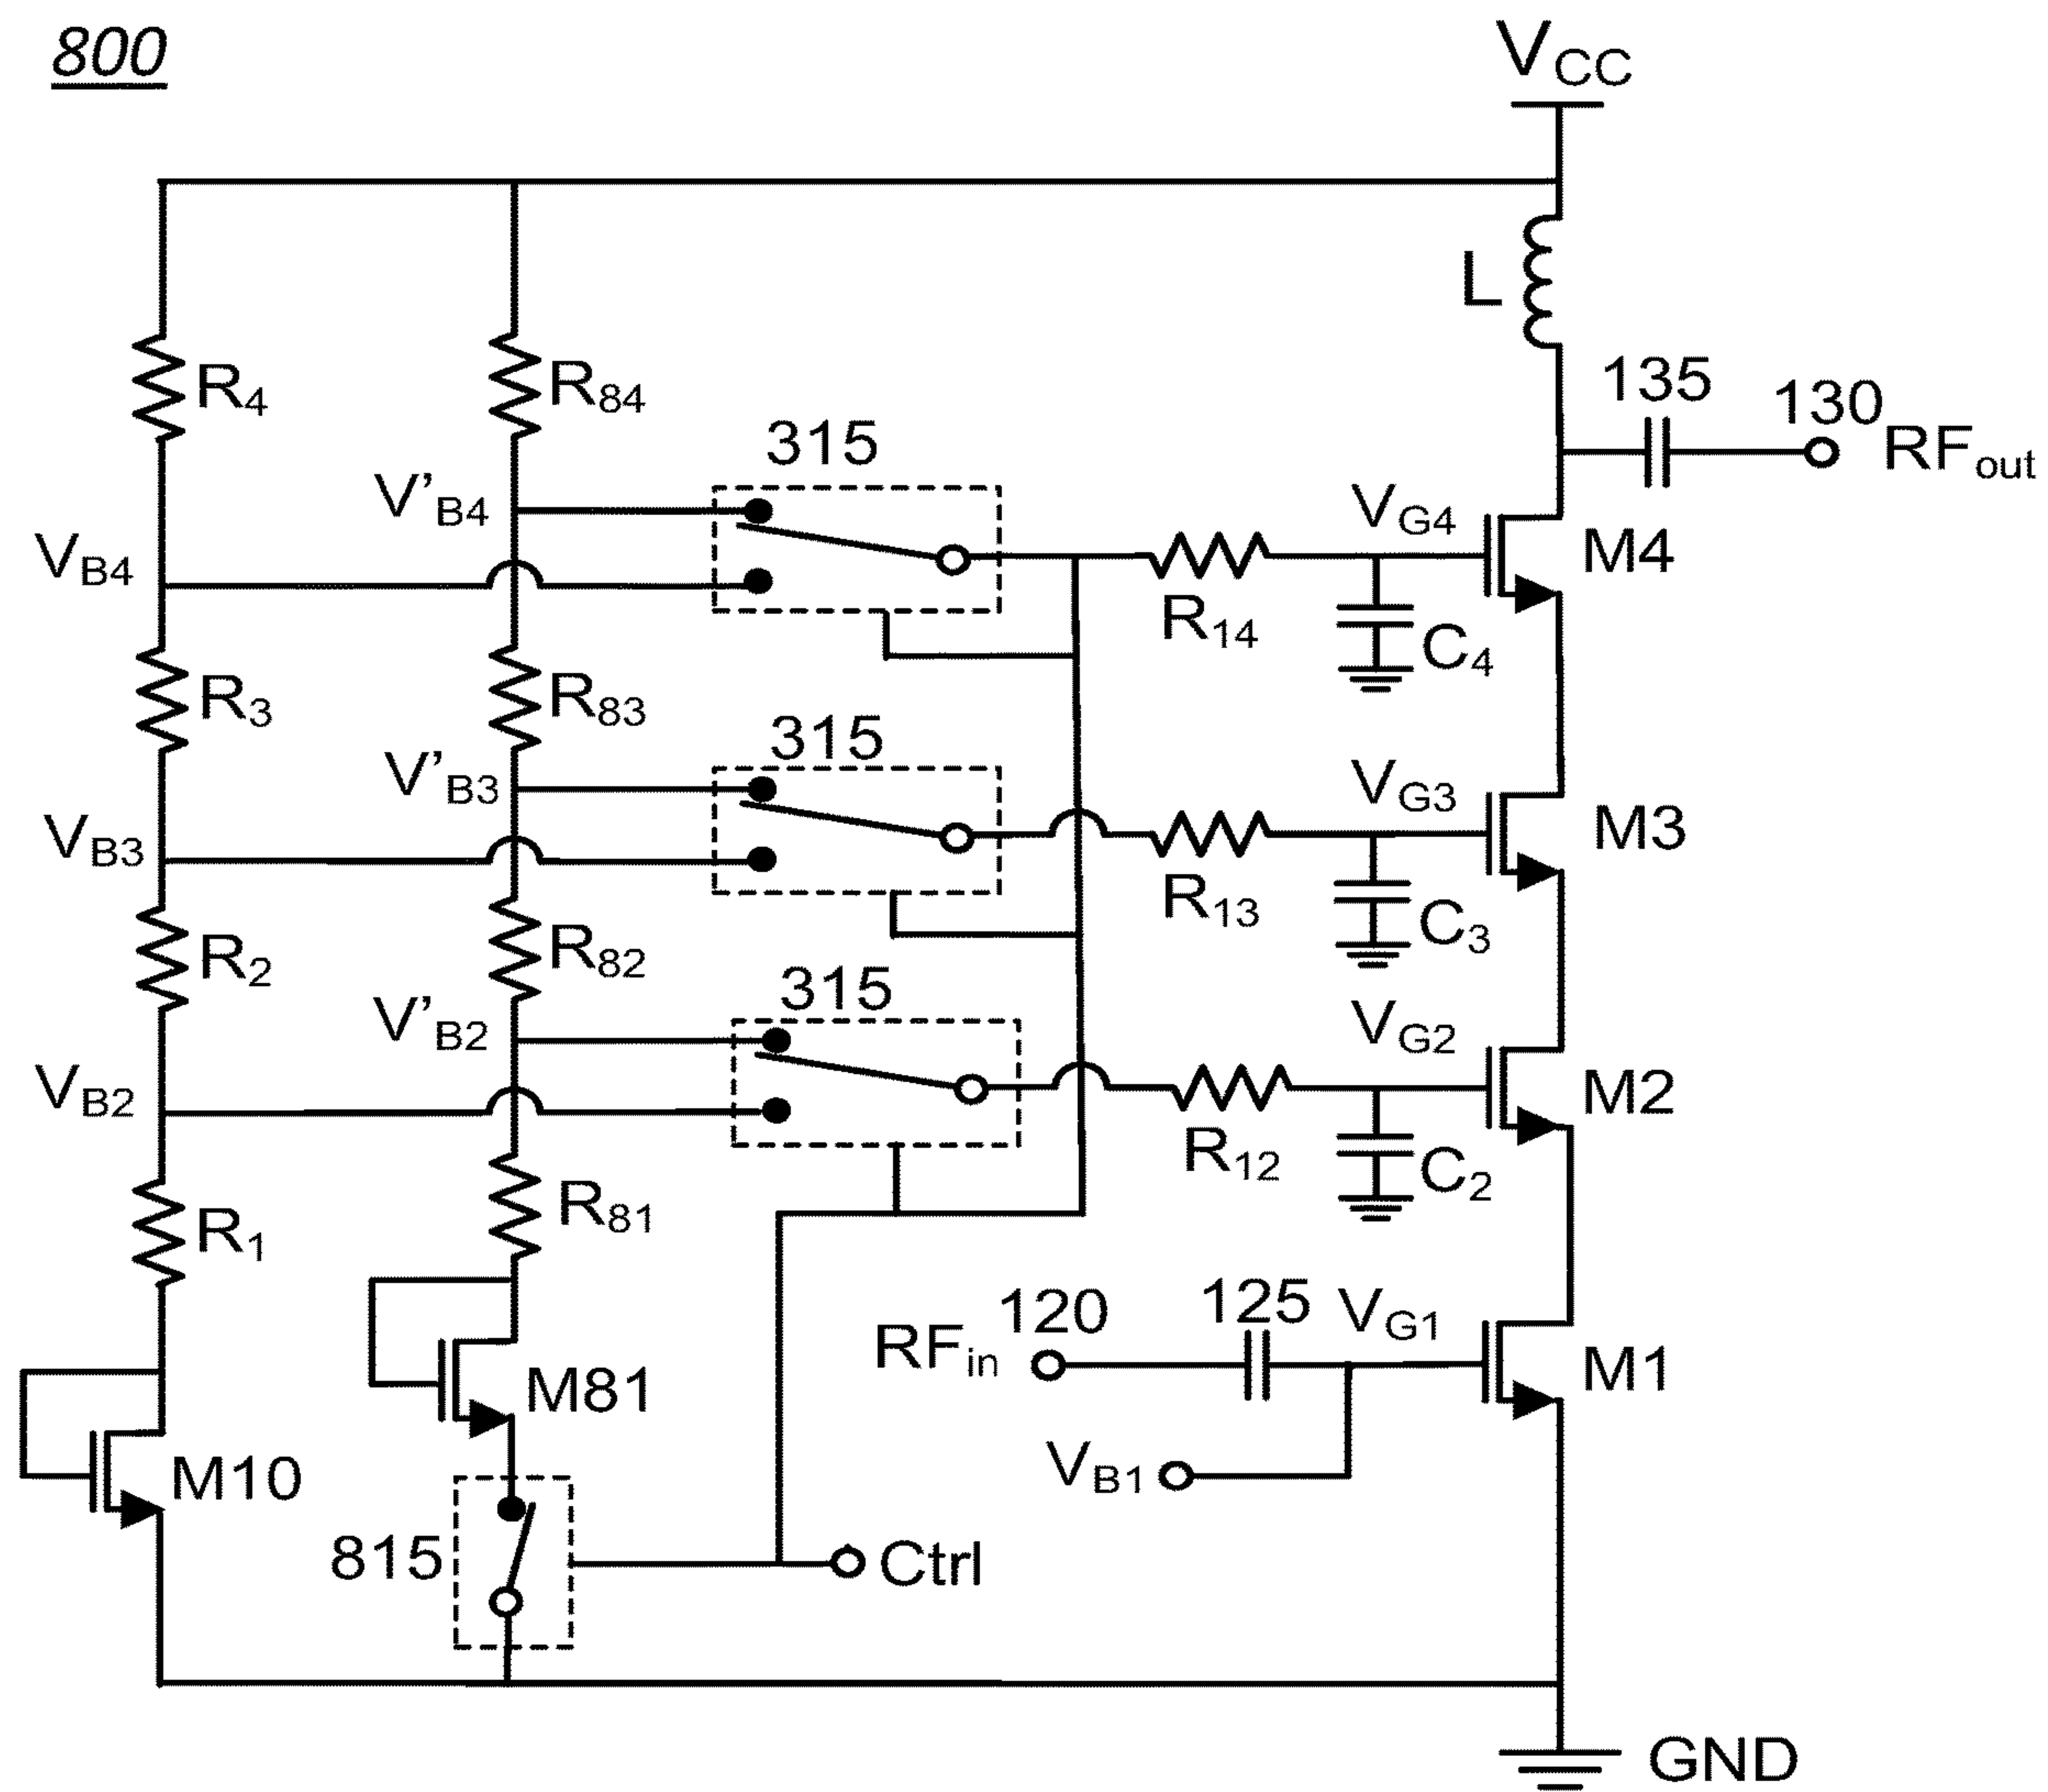 800
VCC
L
135
130
RFout
R4
R84
315
V'B4
VB4
VG4
M4
R14
C4
R3
R83
315
V'B3
VB3
VG3
M3
R13
C3
R2
R82
315
V'B2
VB2
VG2
M2
R12
C2
R1
R81
RFin
120
125
VG1
M1
M81
VB1
M10
815
Ctrl
GND